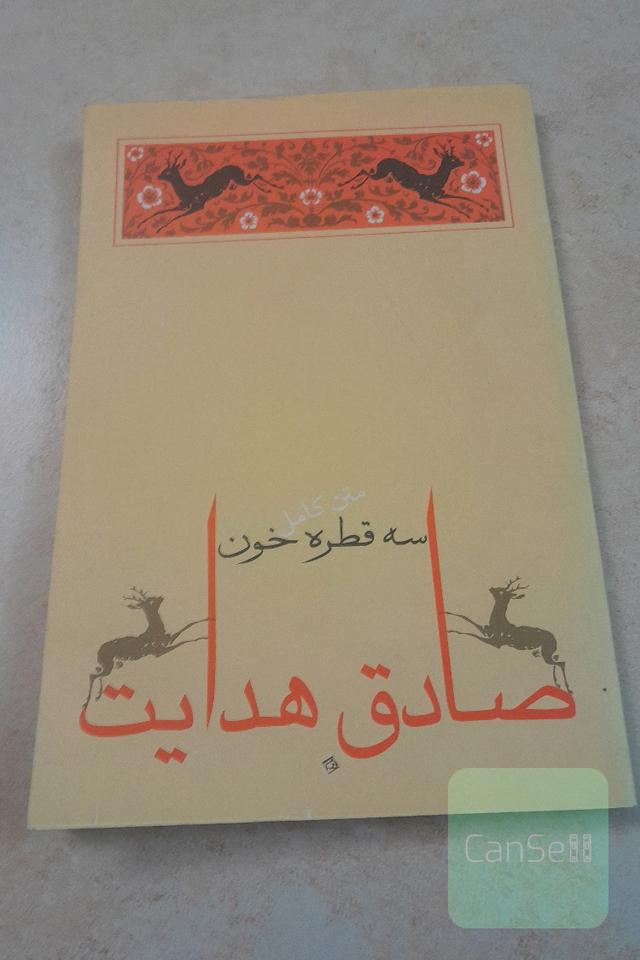 متن کامل
سه قطره خون
صادق هدایت
CanSell